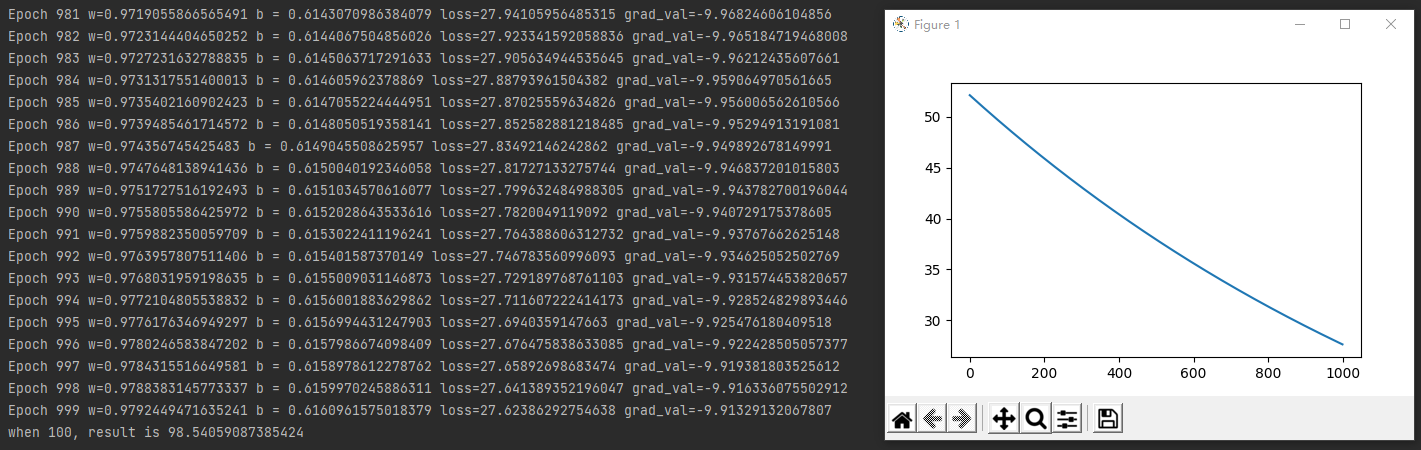 Epoch 981 w=0.9719055866565491 b = 0.6143070986384079 loss=27.94105956485315 grad_val=-9.96824606104856
Epoch 982 w=0.9723144404650252 b = 0.6144067504856026 loss=27.923341592058836 grad_val=-9.965184719468008
Epoch 983 w=0.9727231632788835 b = 0.6145063717291633 loss=27.905634944535645 grad_val=-9.96212435607661
Epoch 984 w=0.9731317551400013 b = 0.614605962378869 loss=27.88793961504382 grad_val=-9.959064970561665
Epoch 985 w=0.9735402160902423 b = 0.6147055224444951 loss=27.87025559634826 grad_val=-9.956006562610566
Epoch 986 w=0.9739485461714572 b = 0.6148050519358141 loss=27.852582881218485 grad_val=-9.95294913191081
Epoch 987 w=0.974356745425483 b = 0.6149045508625957 loss=27.83492146242862 grad_val=-9.949892678149991
Epoch 988 w=0.9747648138941436 b = 0.6150040192346058 loss=27.81727133275744 grad_val=-9.946837201015803
Epoch 989 w=0.9751727516192493 b = 0.6151034570616077 loss=27.799632484988305 grad_val=-9.943782700196044
Epoch 990 w=0.9755805586425972 b = 0.6152028643533616 loss=27.7820049119092 grad_val=-9.940729175378605
Epoch 991 w=0.9759882350059709 b = 0.6153022411196241 loss=27.764388606312732 grad_val=-9.93767662625148
Epoch 992 w=0.9763957807511406 b = 0.615401587370149 loss=27.746783560996093 grad_val=-9.934625052502769
Epoch 993 w=0.9768031959198635 b = 0.6155009031146873 loss=27.729189768761103 grad_val=-9.931574453820657
Epoch 994 w=0.9772104805538832 b = 0.6156001883629862 loss=27.711607222414173 grad_val=-9.928524829893446
Epoch 995 w=0.9776176346949297 b = 0.6156994431247903 loss=27.6940359147663 grad_val=-9.925476180409518
Epoch 996 w=0.9780246583847202 b = 0.6157986674098409 loss=27.676475838633085 grad_val=-9.922428505057377
Epoch 997 w=0.9784315516649581 b = 0.6158978612278762 loss=27.65892698683474 grad_val=-9.919381803525612
Epoch 998 w=0.9788383145773337 b = 0.6159970245886311 loss=27.641389352196047 grad_val=-9.916336075502912
Epoch 999 w=0.9792449471635241 b = 0.6160961575018379 loss=27.62386292754638 grad_val=-9.91329132067807
when 100, result is 98.54059087385424
Figure 1
50
45
40
35
30
0 200 400 600 800 1000